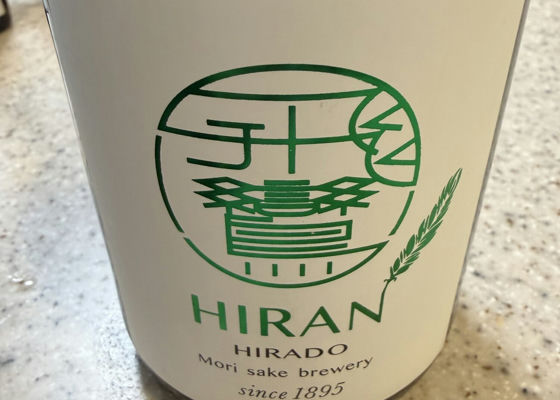 HIRAN
HIRADO
Mori sake brewery
since 1895